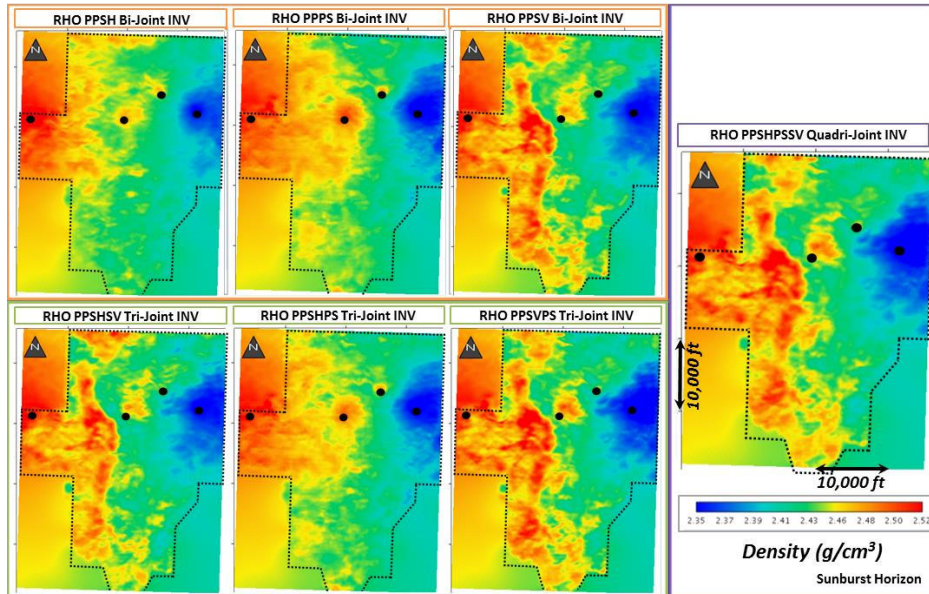 RHO PPSH Bi-Joint INV
RHO PPPS Bi-Joint INV
RHO PPSV Bi-Joint INV
Z
Z
Z
RHO PPSHPSSV Quadri-Joint INV
Z
RHO PPSHSV Tri-Joint INV
RHO PPSHPS Tri-Joint INV
RHO PPSVPS Tri-Joint INV
Z
Z
Z
10,000 ft
10,000 ft
2.35 2.37 2.39 2.41 2.43 2.46 2.48 2.50 2.52
Density (g/cm³)
Sunburst Horizon